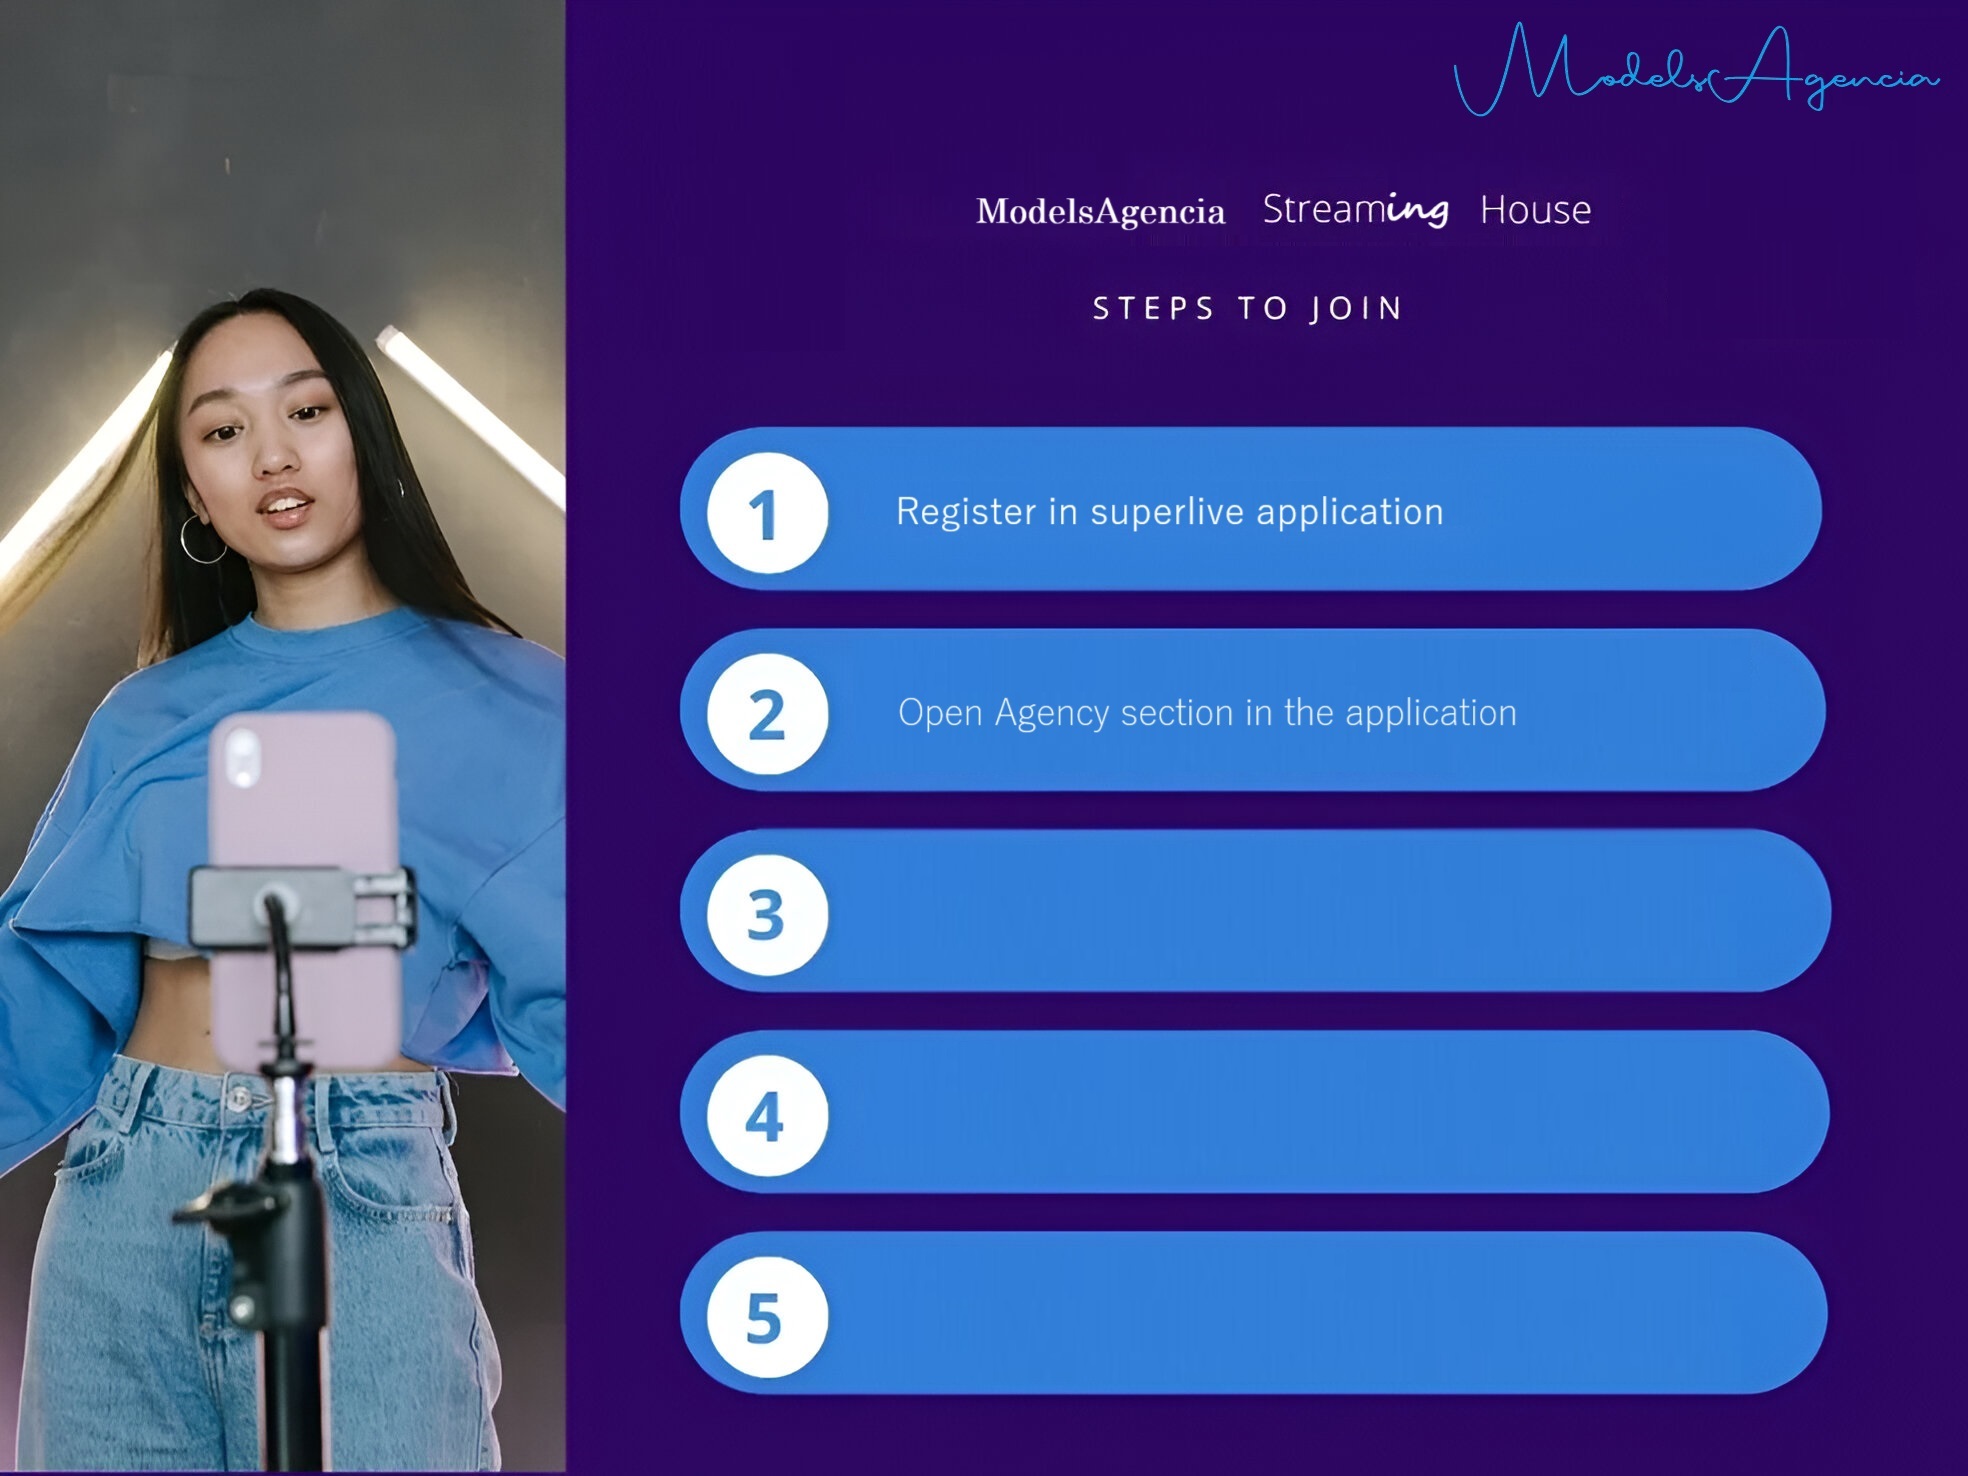 ModelsAgencia
ModelsAgencia Streaming House
STEPS TO JOIN
1 Register in superlive application
2 Open Agency section in the application
3
4
5